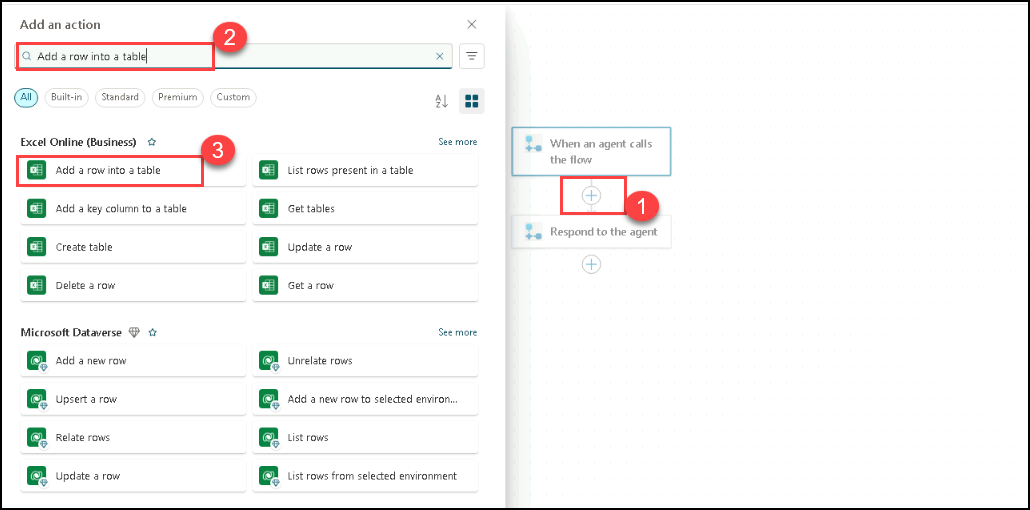 Add an action
2
Add a row into a table
All
Built-in
Standard
Premium
Custom
A
Z
Excel Online (Business)
See more
3
Add a row into a table
List rows present in a table
Add a key column to a table
Get tables
Create table
Update a row
Delete a row
Get a row
Microsoft Dataverse
See more
Add a new row
Unrelate rows
Upsert a row
Add a new row to selected environ...
Relate rows
List rows
Update a row
List rows from selected environment
When an agent calls
the flow
1
Respond to the agent